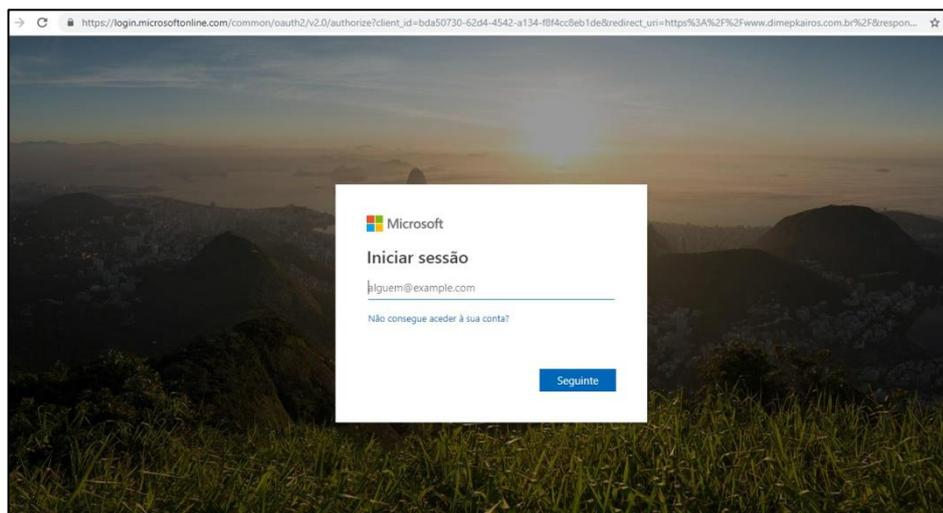 https://login.microsoftonline.com/common/oauth2/v2.0/authorize?client_id=bda50730-62d4-4542-a134-f8f4cc8eb1de&redirect_uri=https%3A%2F%2Fwww.dimepkairos.com.br%2F&respon...
Microsoft
Iniciar sessão
alguem@example.com
Não consegue aceder à sua conta?
Seguinte